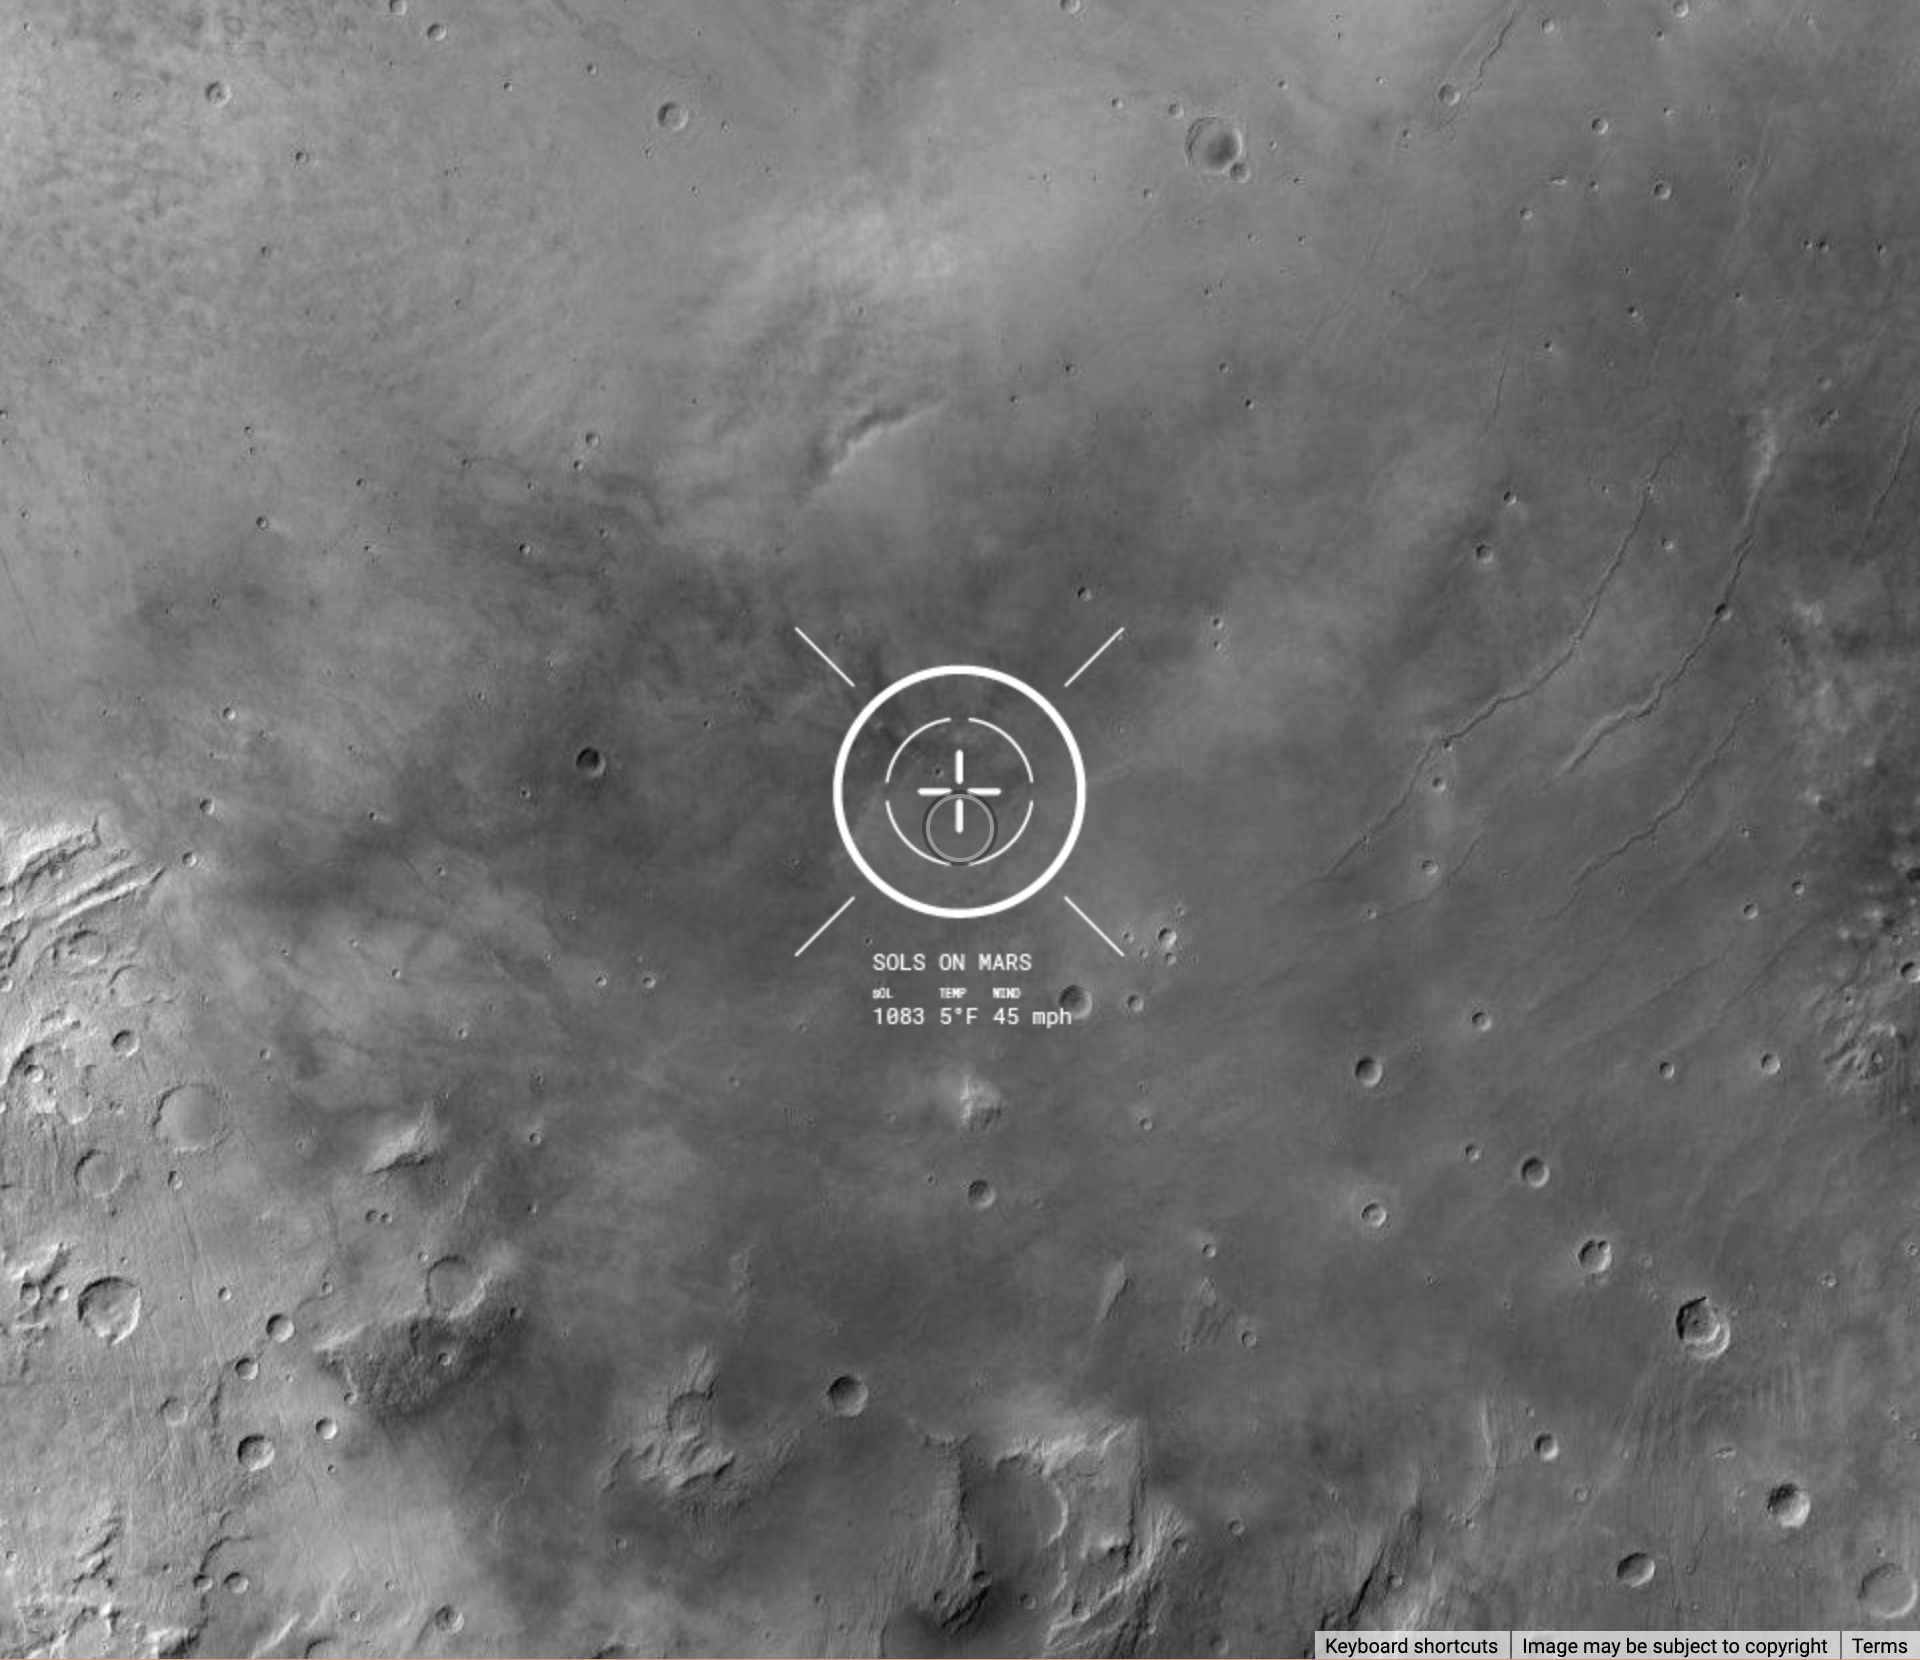 SOLS ON MARS
SOL TEMP WIND
1083 5°F 45 mph
Keyboard shortcuts Image may be subject to copyright Terms